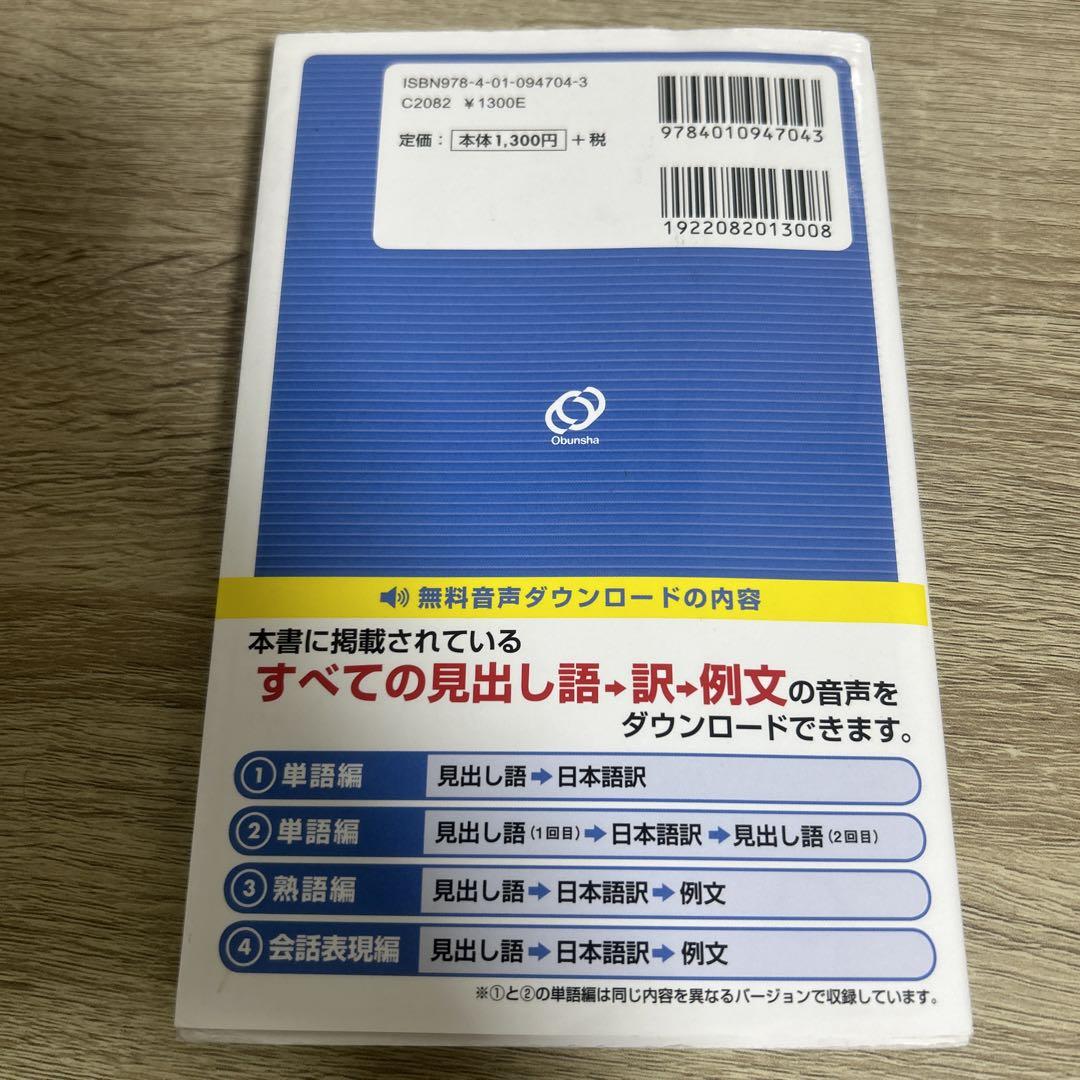 ISBN978-4-01-094704-3
C2082 ¥1300E
定価： 本体1,300円 +税
9784010947043
1922082013008
Obunsha
無料音声ダウンロードの内容
本書に掲載されている
すべての見出し語→訳→例文の音声を
ダウンロードできます。
① 単語編 見出し語→日本語訳
② 単語編 見出し語(1回目)→日本語訳→見出し語(2回目)
③ 熟語編 見出し語→日本語訳→例文
④ 会話表現編 見出し語→日本語訳→例文
※①と②の単語編は同じ内容を異なるバージョンで収録しています。